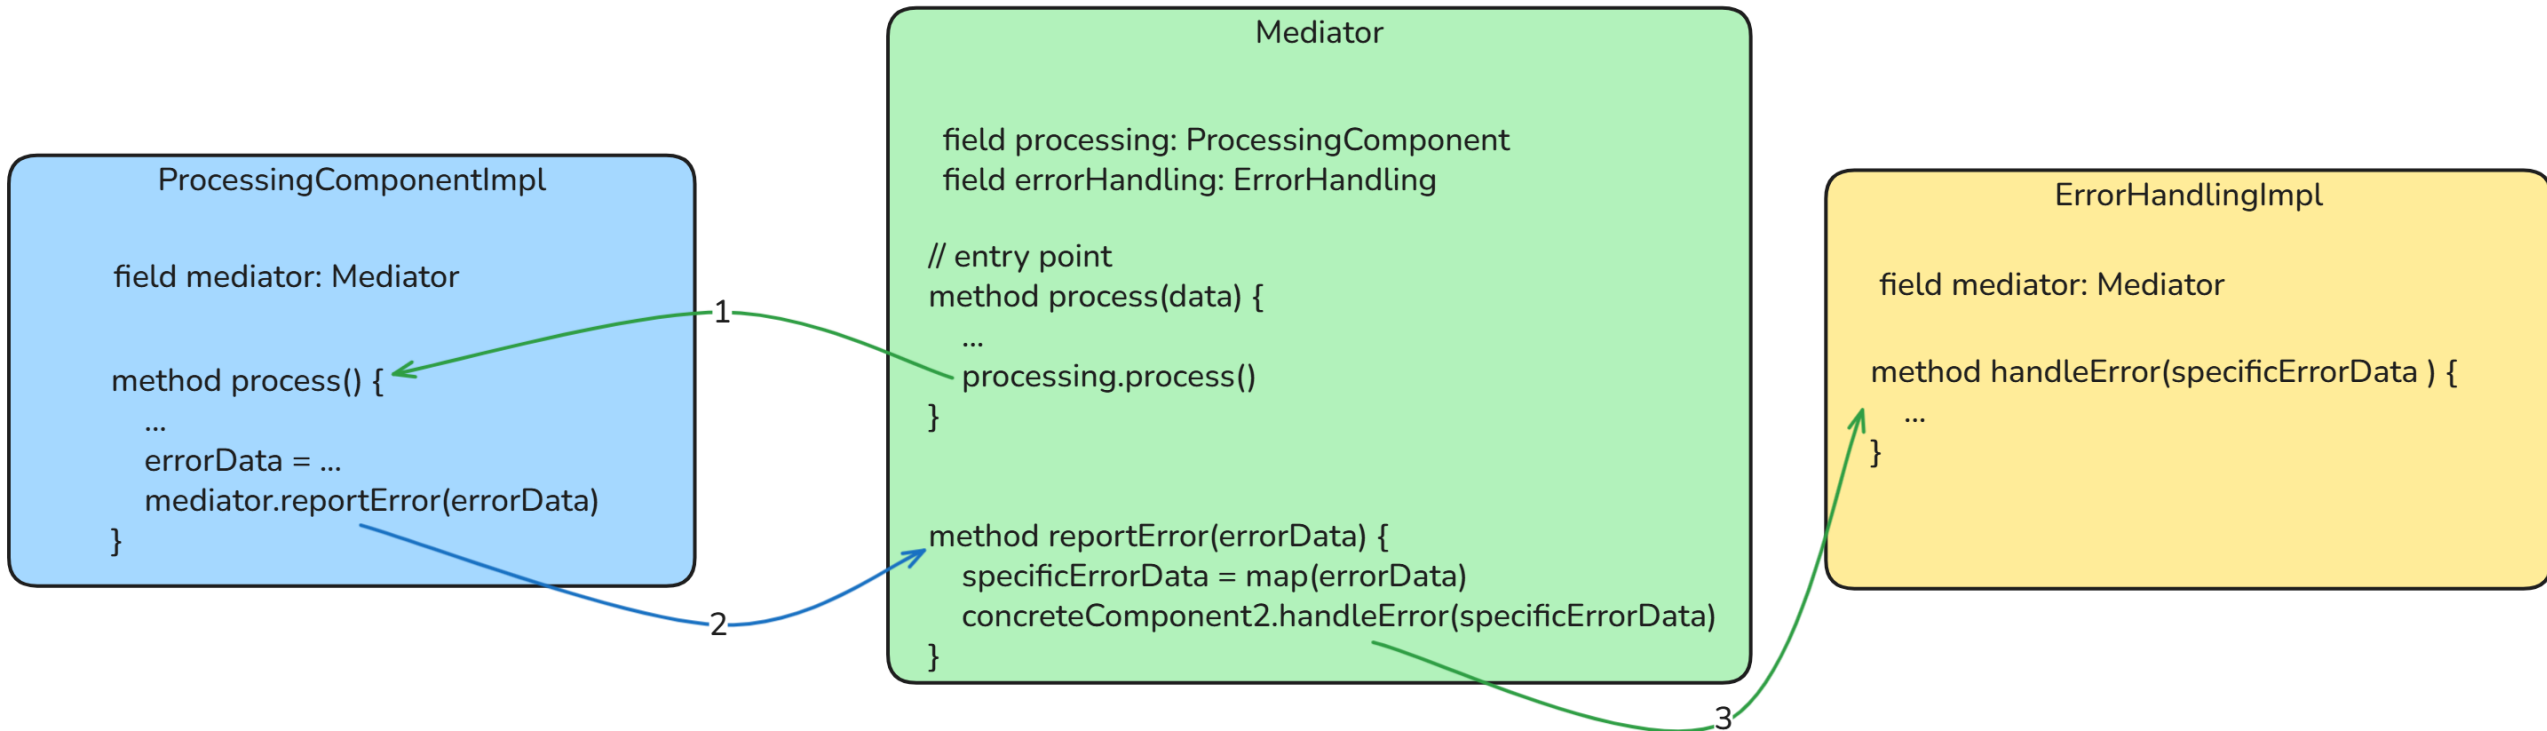 ProcessingComponentImpl
field mediator: Mediator
method process() {
...
errorData = ...
mediator.reportError(errorData)
}
1
2
Mediator
field processing: ProcessingComponent
field errorHandling: ErrorHandling
// entry point
method process(data) {
...
processing.process()
}
method reportError(errorData) {
specificErrorData = map(errorData)
concreteComponent2.handleError(specificErrorData)
}
3
ErrorHandlingImpl
field mediator: Mediator
method handleError(specificErrorData ) {
...
}